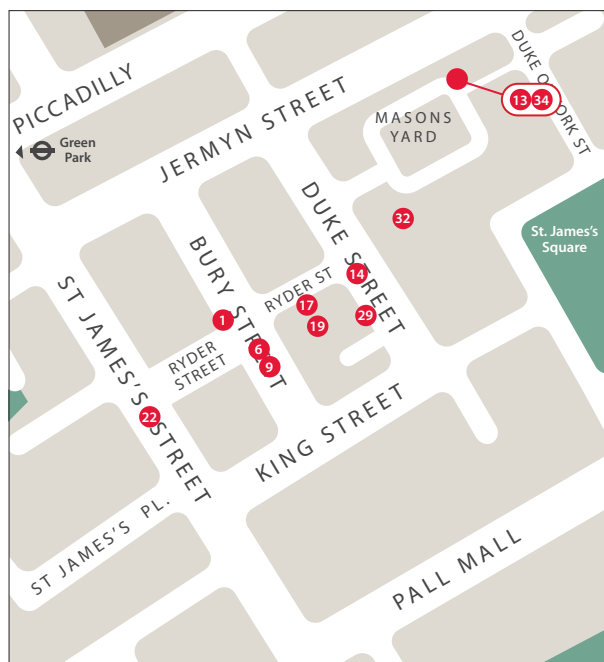 PICCADILLY
DUKE OF YORK ST
JERMYN STREET
13 34
MASONS
YARD
Green
Park
DUKE STREET
32
St. James's
Square
BURY STREET
RYDER ST
14
17
1
19
29
ST JAMES'S STREET
6
RYDER
STREET
9
22
KING STREET
ST JAMES'S PL.
PALL MALL